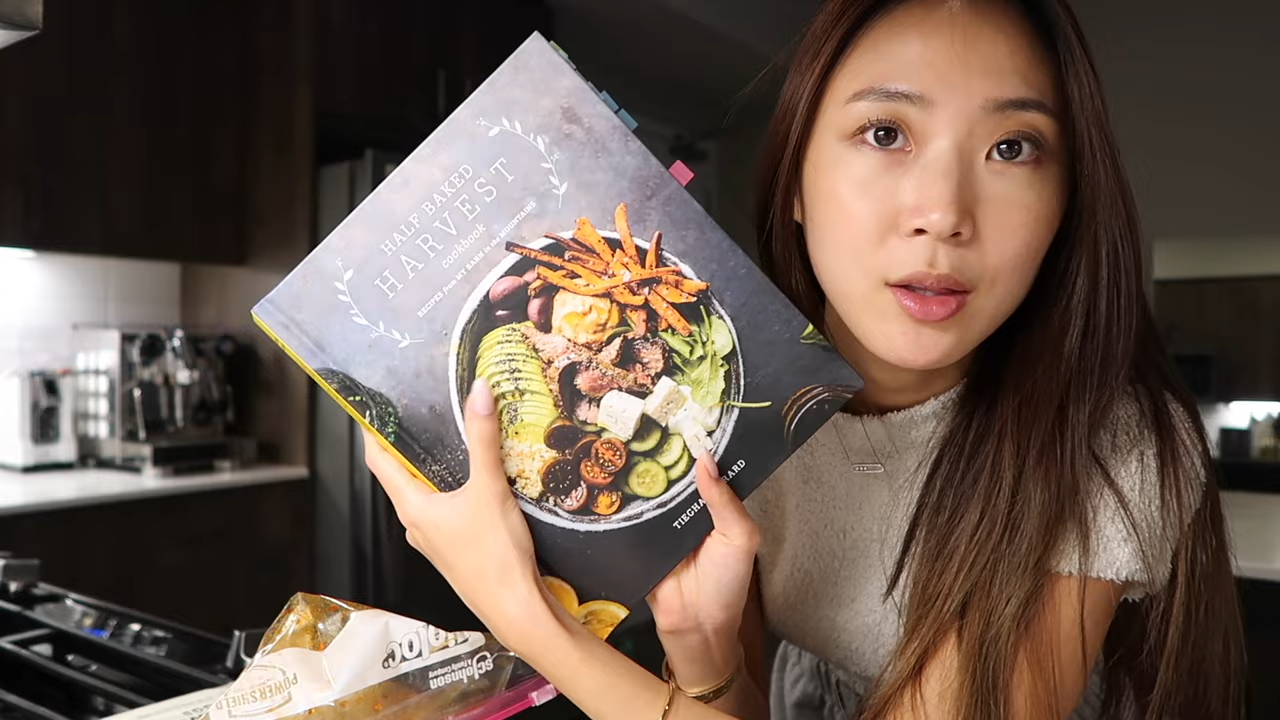 HALF BAKED
HARVEST
cookbook
RECIPES from MY BARN in the MOUNTAINS
ziploc
SC Johnson
A Family Company
POWER SHIELD